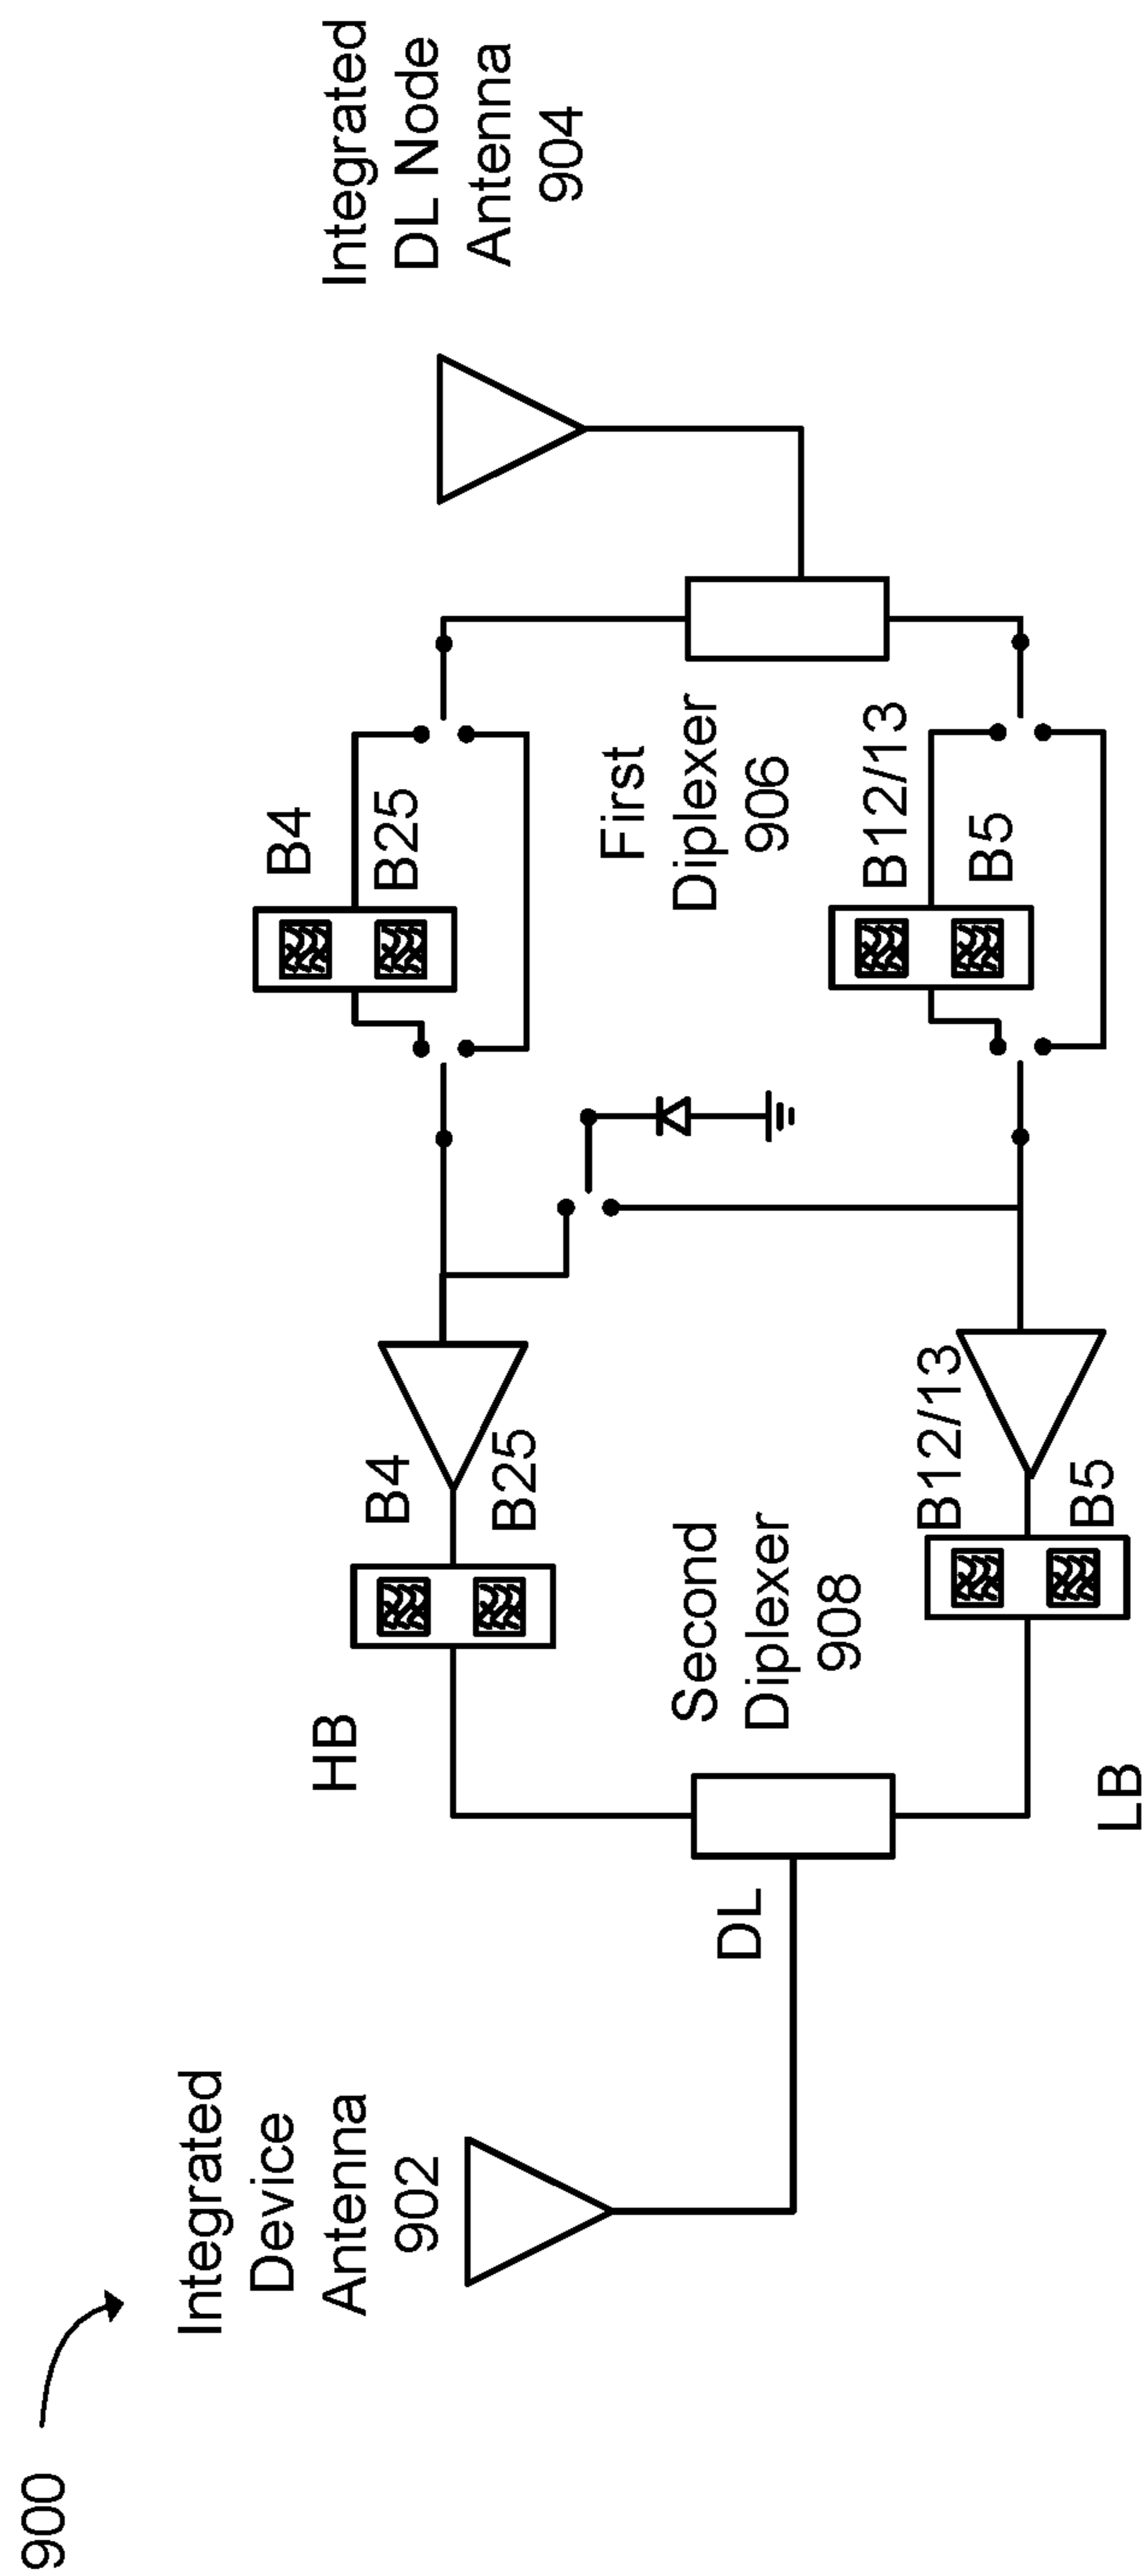 900
Integrated
Device
Antenna
902
DL
HB
LB
Second
Diplexer
908
B4
B25
B12/13
B5
B4
B25
B12/13
B5
First
Diplexer
906
Integrated
DL Node
Antenna
904